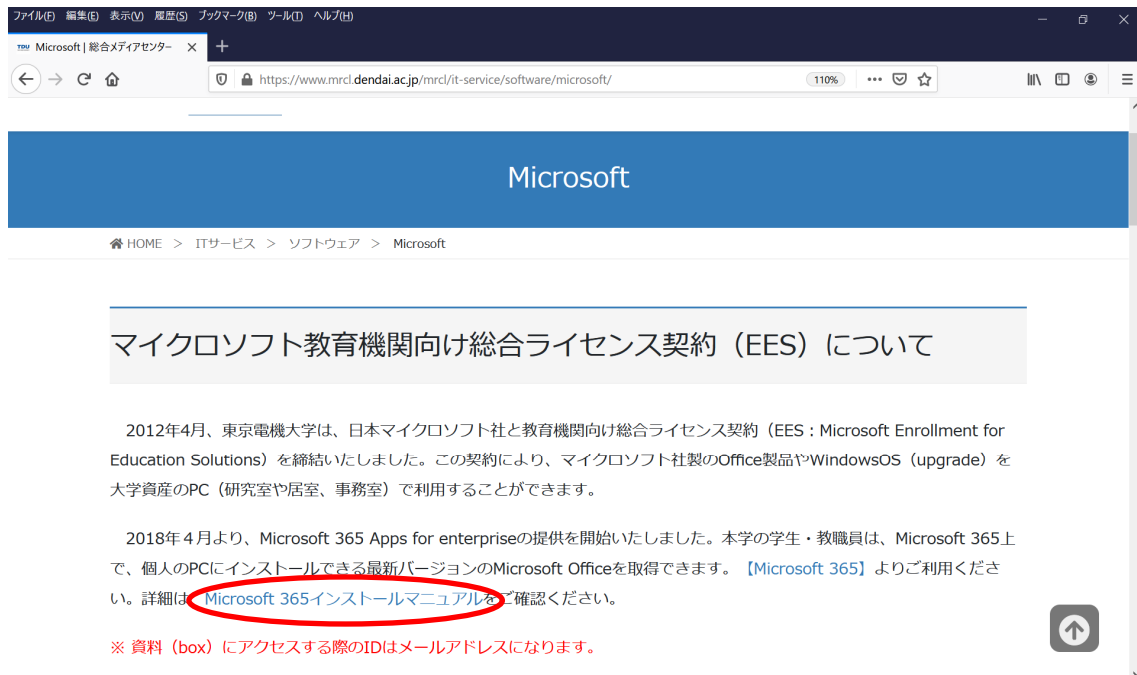 ファイル(F) 編集(E) 表示(V) 履歴(S) ブックマーク(B) ツール(T) ヘルプ(H)
TDU Microsoft | 総合メディアセンター
https://www.mrcl.dendai.ac.jp/mrcl/it-service/software/microsoft/ 110%
Microsoft
HOME > ITサービス > ソフトウェア > Microsoft
マイクロソフト教育機関向け総合ライセンス契約（EES）について
2012年4月、東京電機大学は、日本マイクロソフト社と教育機関向け総合ライセンス契約（EES：Microsoft Enrollment for
Education Solutions）を締結いたしました。この契約により、マイクロソフト社製のOffice製品やWindowsOS（upgrade）を
大学資産のPC（研究室や居室、事務室）で利用することができます。
2018年４月より、Microsoft 365 Apps for enterpriseの提供を開始いたしました。本学の学生・教職員は、Microsoft 365上
で、個人のPCにインストールできる最新バージョンのMicrosoft Officeを取得できます。【Microsoft 365】よりご利用くださ
い。詳細は、Microsoft 365インストールマニュアルをご確認ください。
※ 資料（box）にアクセスする際のIDはメールアドレスになります。